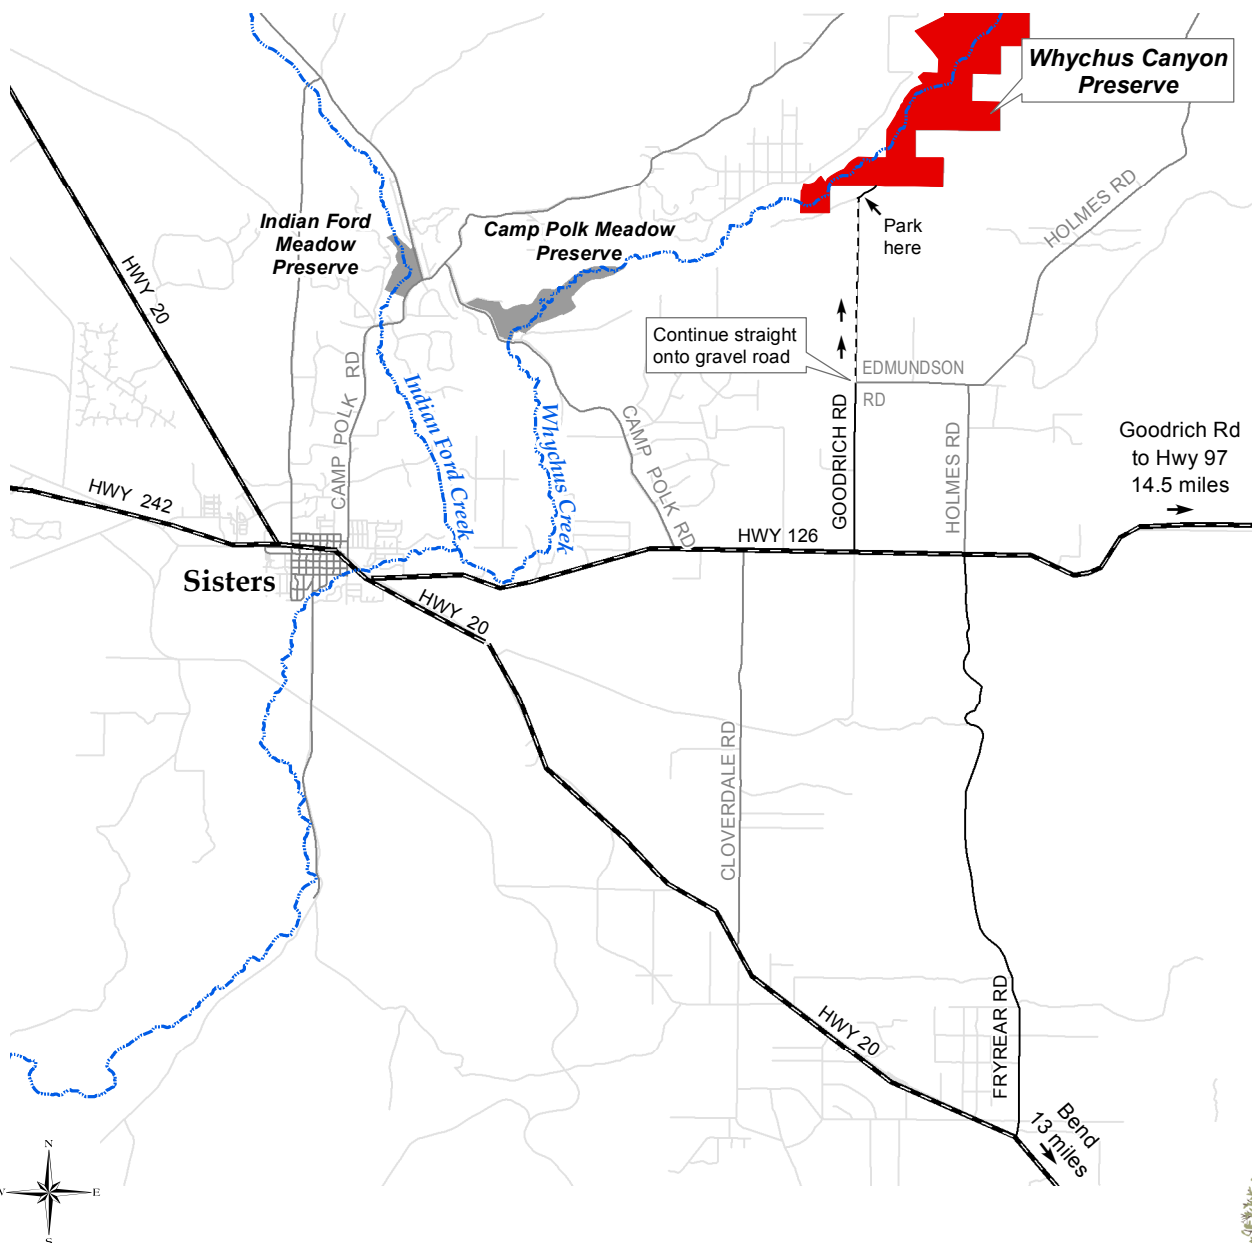 Whychus Canyon
Preserve
Indian Ford
Meadow
Preserve
Camp Polk Meadow
Preserve
Park
here
HOLMES RD
HWY 20
Continue straight
onto gravel road
EDMUNDSON
RD
CAMP POLK RD
Indian Ford Creek
Whychus Creek
CAMP POLK RD
GOODRICH RD
HOLMES RD
Goodrich Rd
to Hwy 97
14.5 miles
HWY 242
HWY 126
Sisters
HWY 20
CLOVERDALE RD
HWY 20
FRYREAR RD
Bend
13 miles
N
E
S